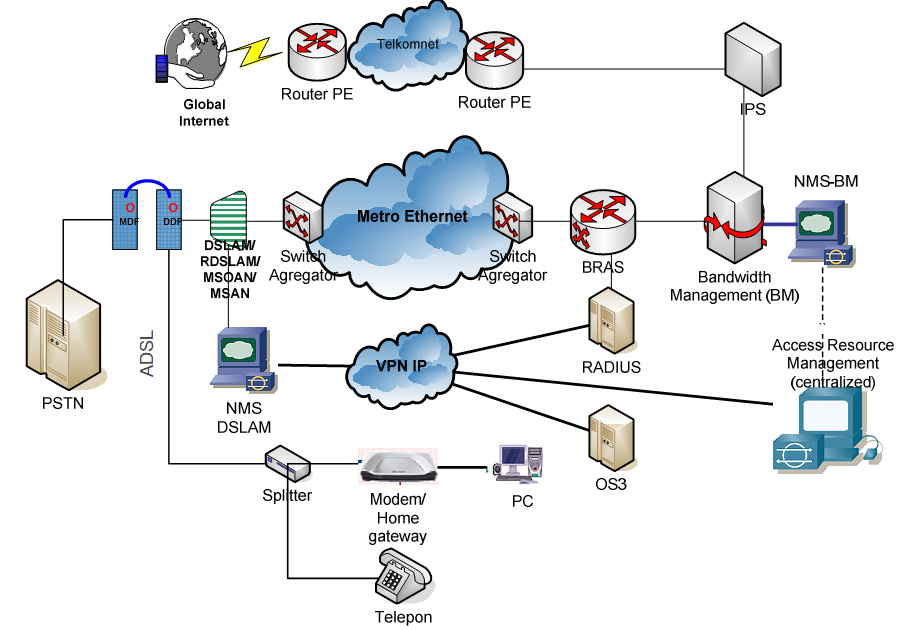 Telkomnet
Router PE
Router PE
Global
Internet
IPS
NMS-BM
O
MDF
O
DDF
DSLAM/
RDSLAM/
MSOAN/
MSAN
Switch
Agregator
Metro Ethernet
Switch
Agregator
BRAS
Bandwidth
Management (BM)
ADSL
PSTN
NMS
DSLAM
VPN IP
RADIUS
Access Resource
Management
(centralized)
OS3
Splitter
Modem/
Home
gateway
PC
Telepon